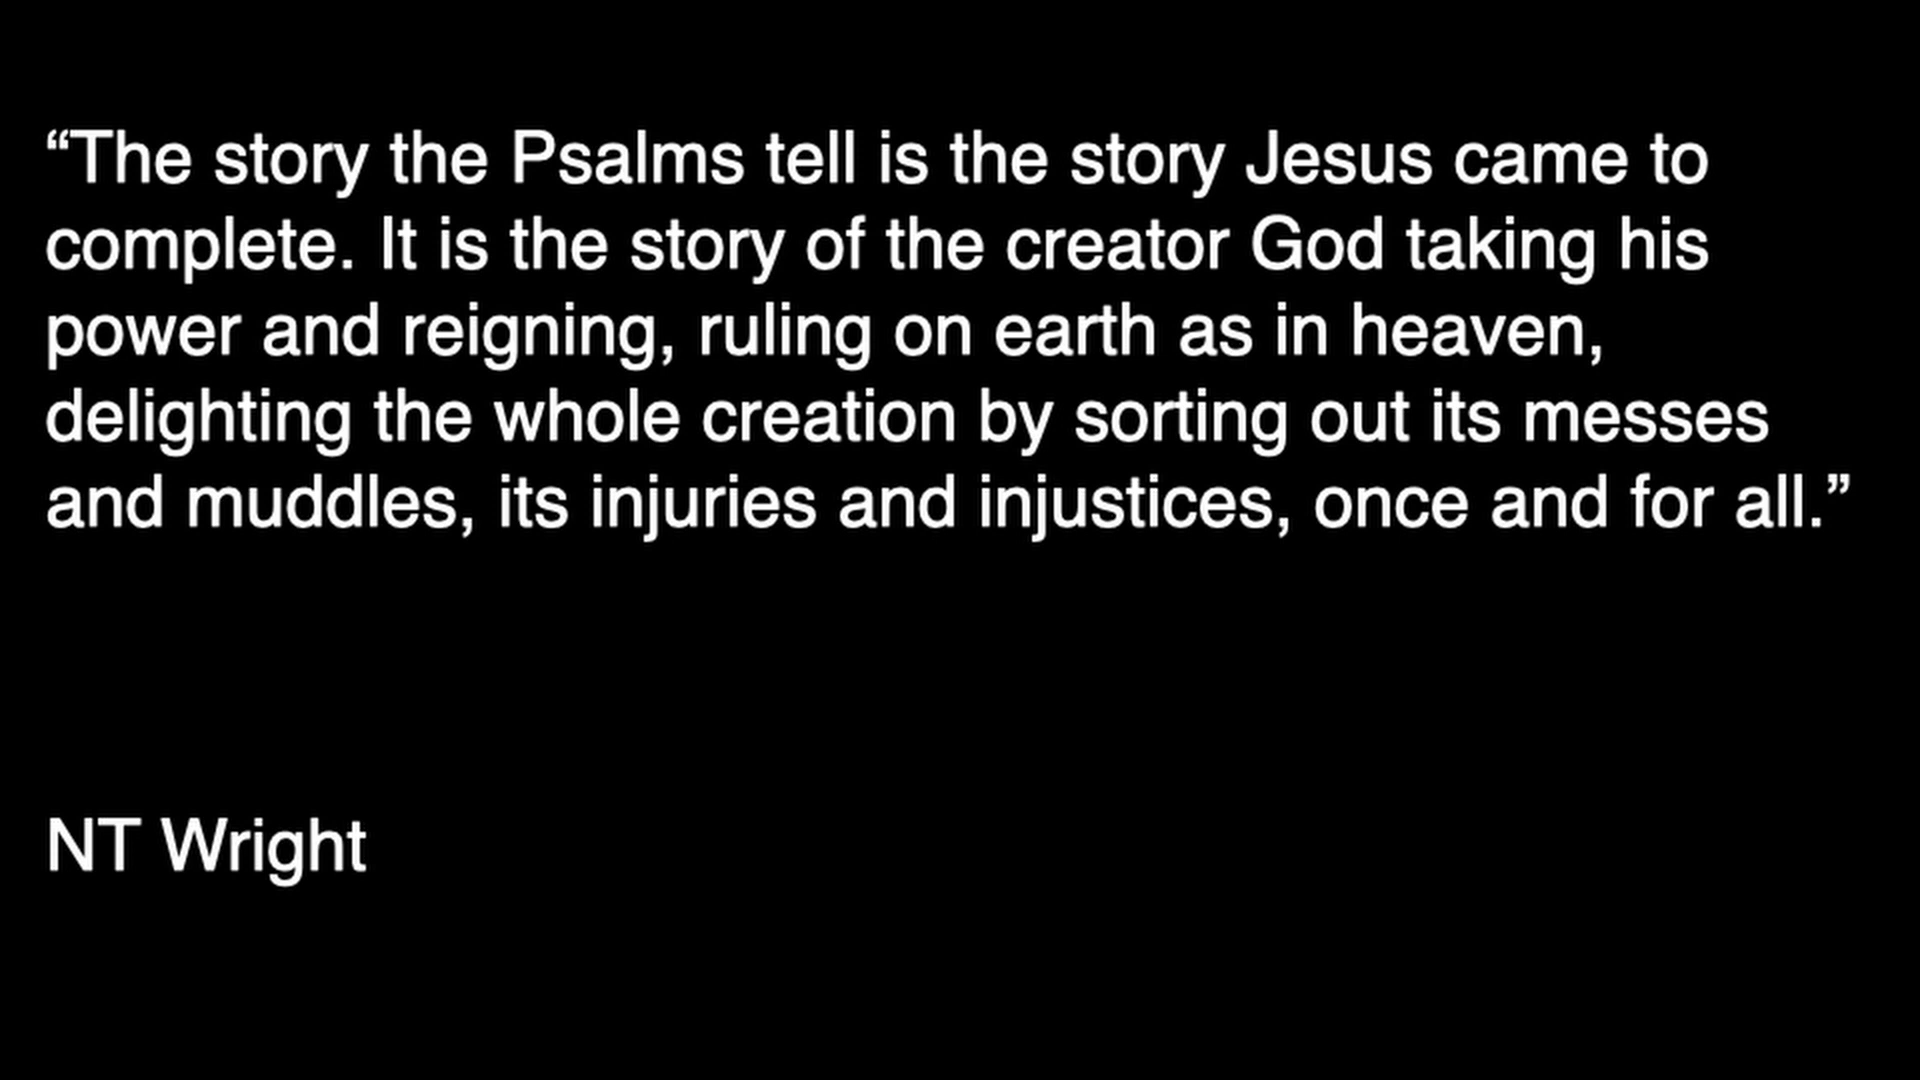 “The story the Psalms tell is the story Jesus came to
complete. It is the story of the creator God taking his
power and reigning, ruling on earth as in heaven,
delighting the whole creation by sorting out its messes
and muddles, its injuries and injustices, once and for all.”
NT Wright